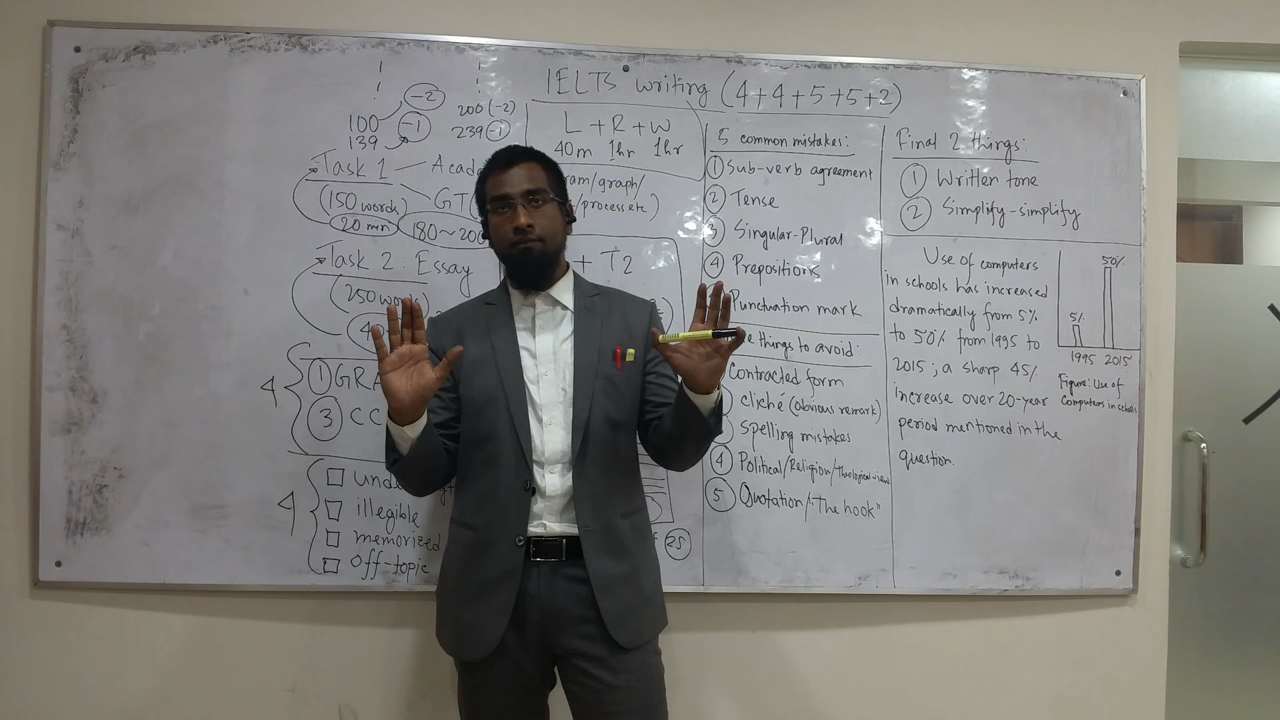 IELTS writing (4+4+5+5+2)
100 -2
139 -1
200 (-2)
239 -1
L + R + W
40m 1hr 1hr
Task 1
(150 words)
20 min
180~
GT
/graph/
/process etc)
Task 2: Essay
(250 words)
+ T2
4
1
3 CC
4
illegible
memorized
off-topic
25
5 common mistakes:
1 Sub-verb agreement
2 Tense
3 Singular-Plural
4 Prepositions
Punctuation mark
things to avoid:
Contracted form
cliché (obvious remark)
Spelling mistakes
4 Political/Religion/Theological-views
5 Quotation/"The hook"
Final 2 things:
1 Written tone
2 Simplify-simplify
Use of computers
in schools has increased
dramatically from 5%
to 50% from 1995 to
2015; a sharp 45%
increase over 20-year
period mentioned in the
question.
50%
5%
1995 2015
Figure: Use of
Computers in schools